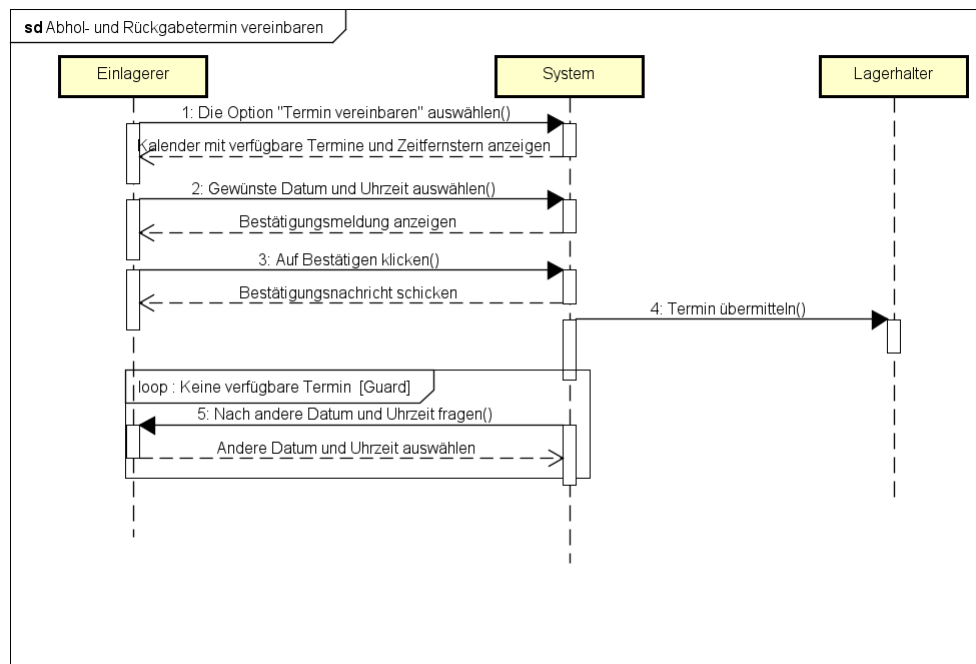 sd Abhol- und Rückgabetermin vereinbaren
Einlagerer
System
Lagerhalter
1: Die Option "Termin vereinbaren" auswählen()
Kalender mit verfügbare Termine und Zeitfernstern anzeigen
2: Gewünste Datum und Uhrzeit auswählen()
Bestätigungsmeldung anzeigen
3: Auf Bestätigen klicken()
Bestätigungsnachricht schicken
4: Termin übermitteln()
loop : Keine verfügbare Termin [Guard]
5: Nach andere Datum und Uhrzeit fragen()
Andere Datum und Uhrzeit auswählen